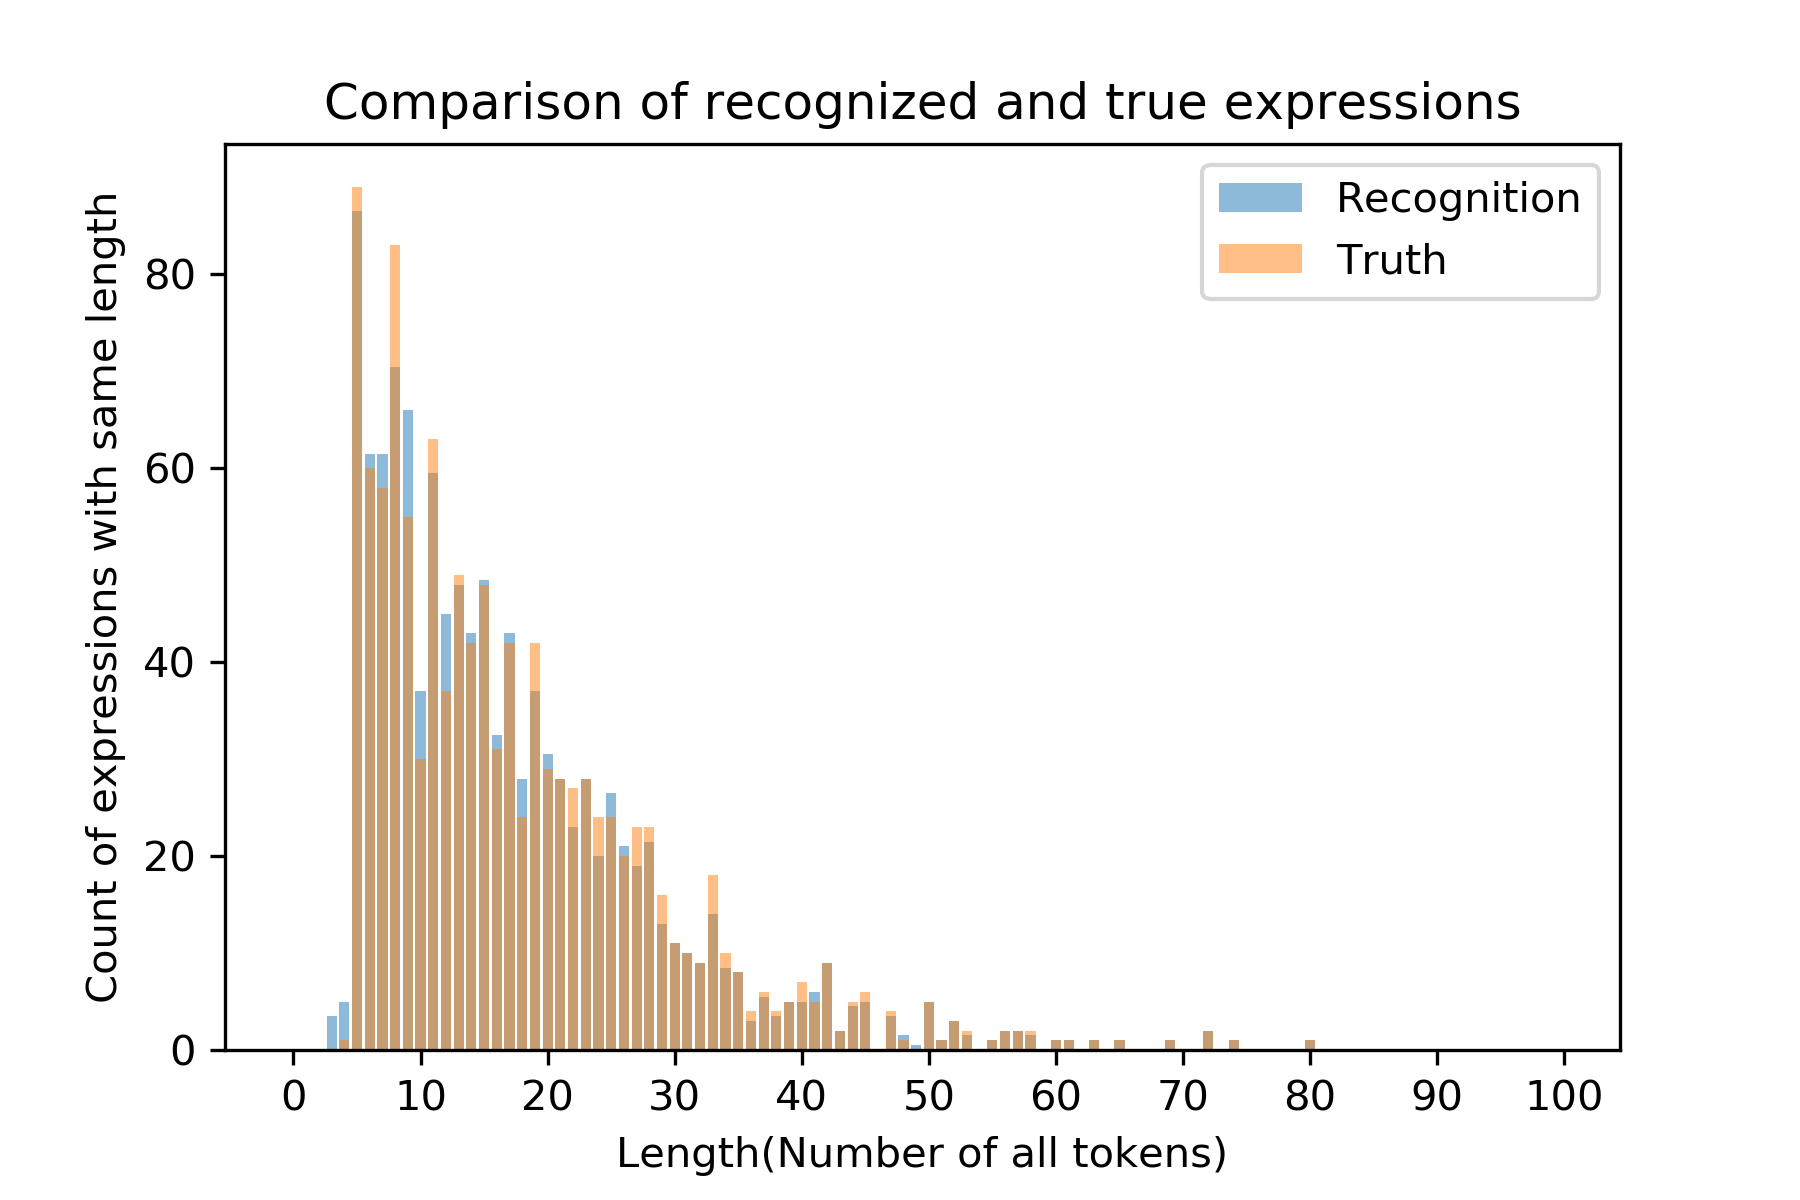 Comparison of recognized and true expressions
Recognition
Truth
Count of expressions with same length
80
60
40
20
0
0 10 20 30 40 50 60 70 80 90 100
Length(Number of all tokens)